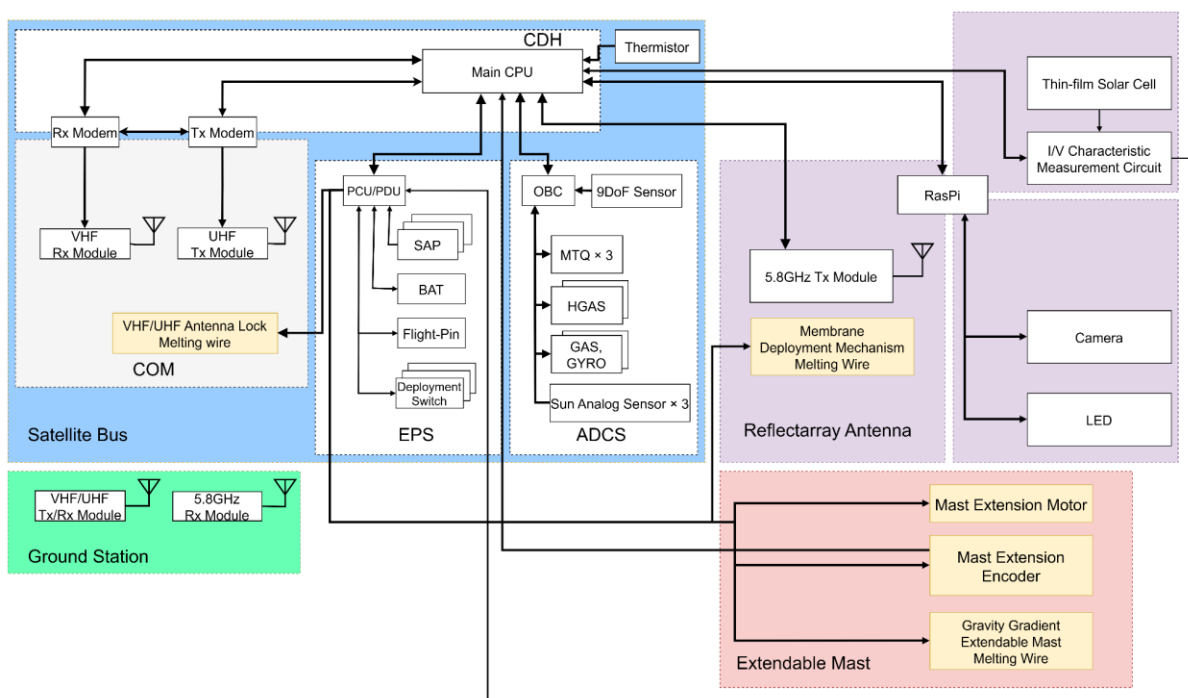 CDH
Thermistor
Main CPU
Thin-film Solar Cell
Rx Modem
Tx Modem
I/V Characteristic
Measurement Circuit
PCU/PDU
OBC
9DoF Sensor
RasPi
VHF
Rx Module
UHF
Tx Module
SAP
MTQ × 3
5.8GHz Tx Module
BAT
HGAS
VHF/UHF Antenna Lock
Melting wire
Flight-Pin
GAS,
GYRO
Membrane
Deployment Mechanism
Melting Wire
Camera
COM
Deployment
Switch
Sun Analog Sensor × 3
LED
Satellite Bus
EPS
ADCS
Reflectarray Antenna
VHF/UHF
Tx/Rx Module
5.8GHz
Rx Module
Mast Extension Motor
Ground Station
Mast Extension
Encoder
Gravity Gradient
Extendable Mast
Melting Wire
Extendable Mast